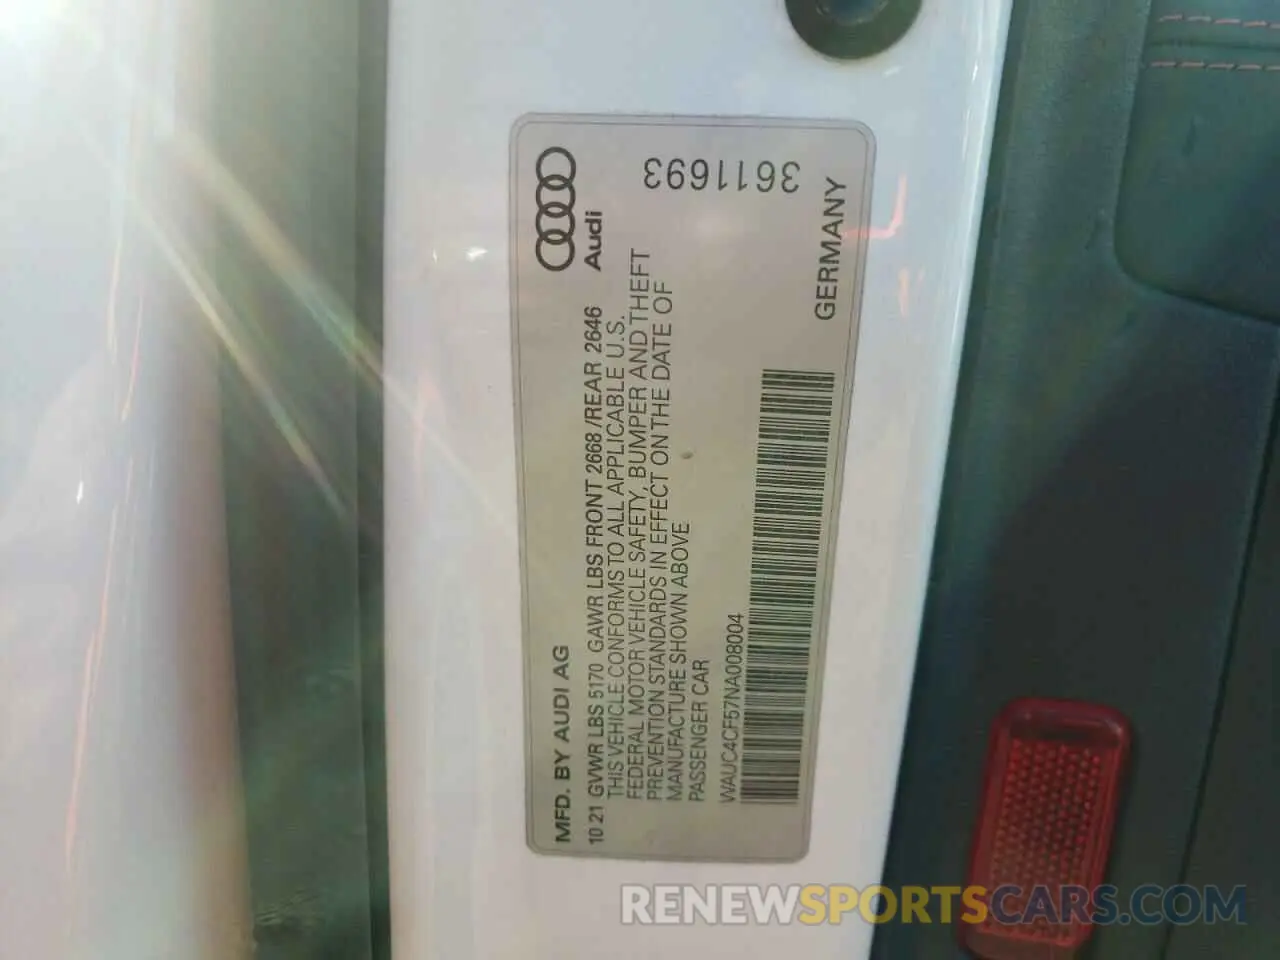 MFD. BY AUDI AG
Audi
10 21 GVWR LBS 5170 GAWR LBS FRONT 2668 /REAR 2646
THIS VEHICLE CONFORMS TO ALL APPLICABLE U.S.
FEDERAL MOTOR VEHICLE SAFETY, BUMPER AND THEFT
PREVENTION STANDARDS IN EFFECT ON THE DATE OF
MANUFACTURE SHOWN ABOVE
PASSENGER CAR
WAUC4CF57NA008004
GERMANY
3611693
RENEWSPORTSCARS.COM